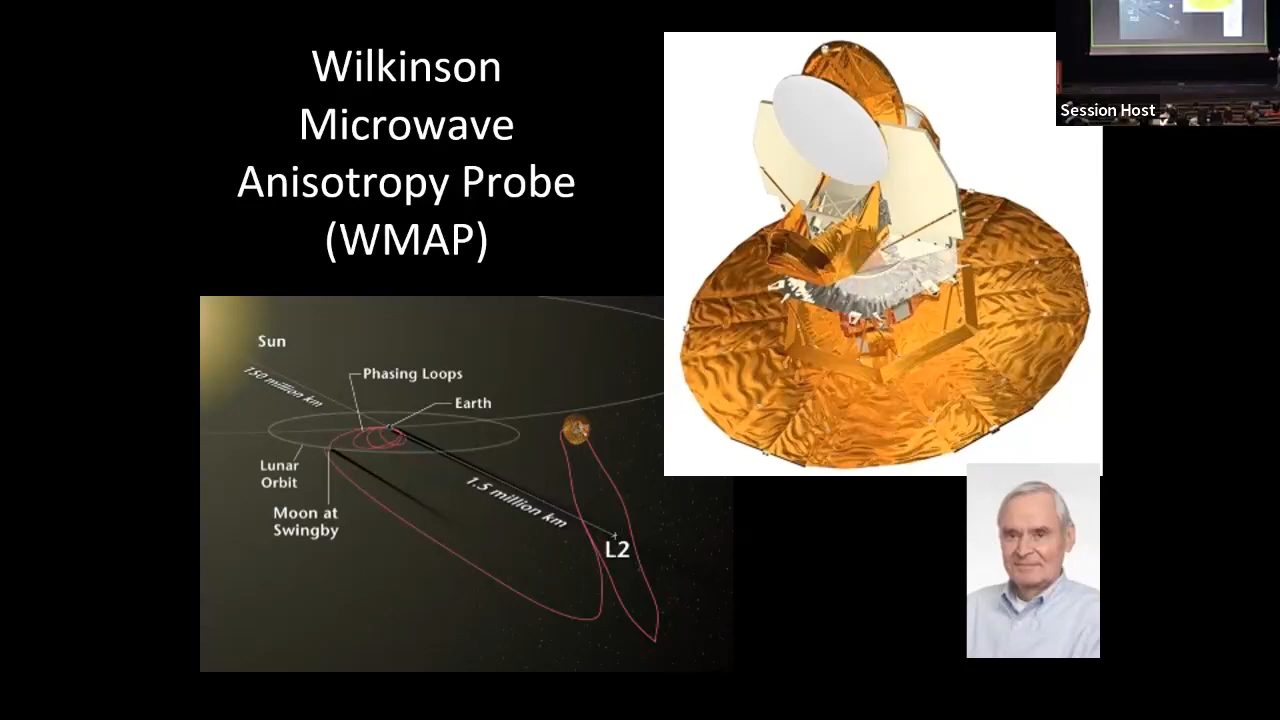 Wilkinson
Microwave
Anisotropy Probe
(WMAP)
Session Host
Sun
150 million km
Phasing Loops
Earth
Lunar
Orbit
Moon at
Swingby
1.5 million km
L2